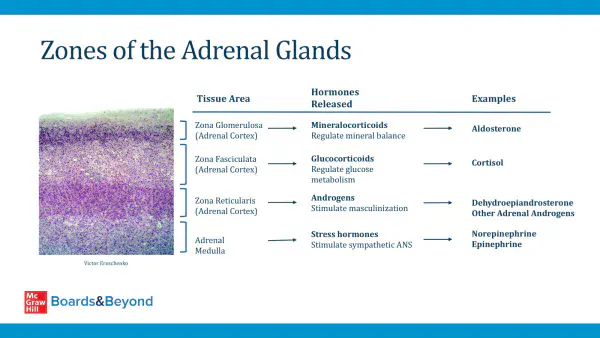 Zones of the Adrenal Glands
Tissue Area
Hormones
Released
Examples
Zona Glomerulosa
(Adrenal Cortex)
Mineralocorticoids
Regulate mineral balance
Aldosterone
Zona Fasciculata
(Adrenal Cortex)
Glucocorticoids
Regulate glucose
metabolism
Cortisol
Zona Reticularis
(Adrenal Cortex)
Androgens
Stimulate masculinization
Dehydroepiandrosterone
Other Adrenal Androgens
Adrenal
Medulla
Stress hormones
Stimulate sympathetic ANS
Norepinephrine
Epinephrine
Victor Eroschenko
Mc
Graw
Hill
Boards&Beyond